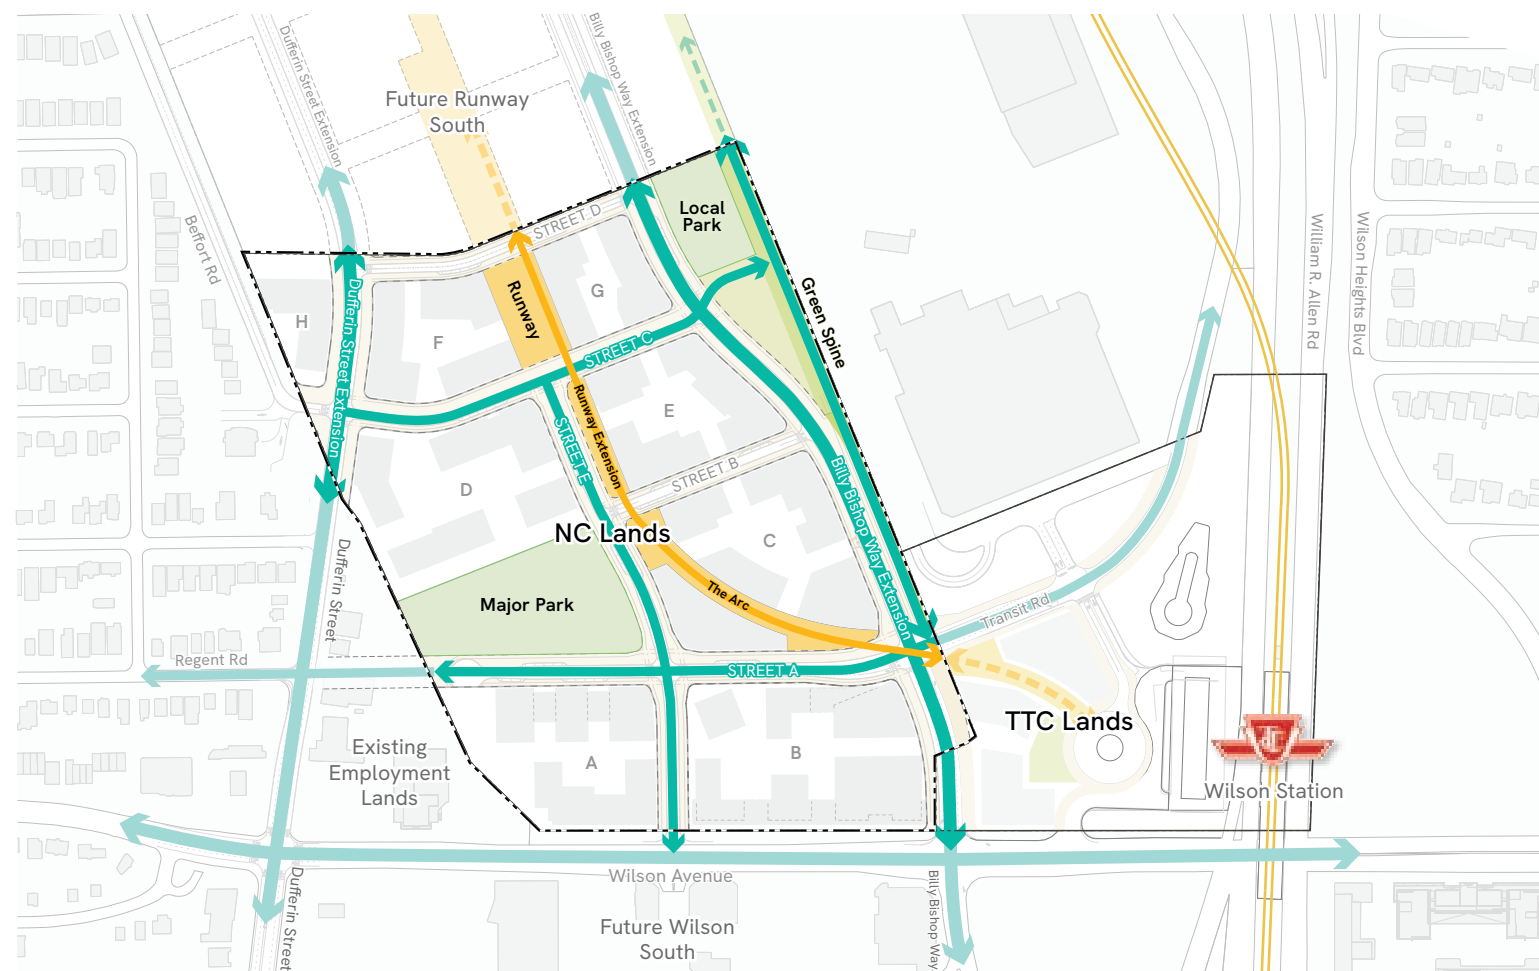 Dufferin Street Extension
Billy Bishop Way Extension
Future Runway
South
Local
Park
STREET D
Beffort Rd
William R. Allen Rd
Wilson Heights Blvd
Runway
G
Green Spine
Dufferin Street Extension
H
F
STREET C
Runway Extension
E
STREET E
STREET B
D
Billy Bishop Way Extension
NC Lands
C
Dufferin Street
The Arc
Major Park
Transit Rd
Regent Rd
STREET A
TTC Lands
Existing
Employment
Lands
A
B
TTC
Wilson Station
Wilson Avenue
Dufferin Street
Billy Bishop Way
Future Wilson
South